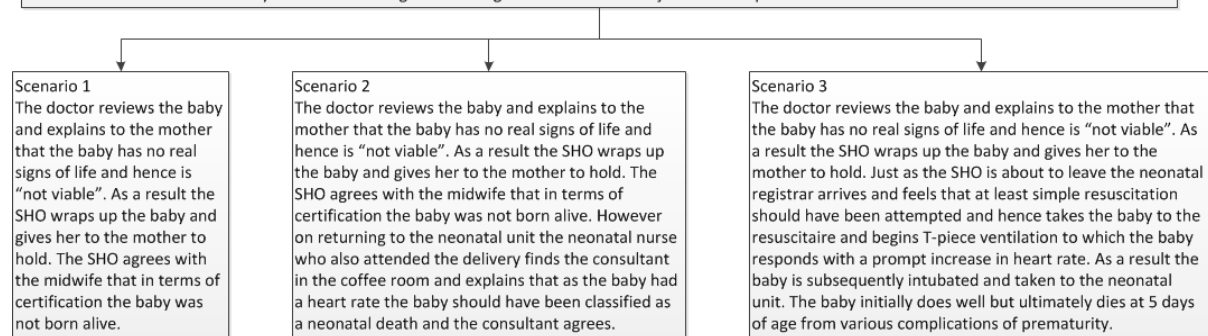 Scenario 1
The doctor reviews the baby
and explains to the mother
that the baby has no real
signs of life and hence is
“not viable”. As a result the
SHO wraps up the baby and
gives her to the mother to
hold. The SHO agrees with
the midwife that in terms of
certification the baby was
not born alive.
Scenario 2
The doctor reviews the baby and explains to the
mother that the baby has no real signs of life and
hence is “not viable”. As a result the SHO wraps up
the baby and gives her to the mother to hold. The
SHO agrees with the midwife that in terms of
certification the baby was not born alive. However
on returning to the neonatal unit the neonatal nurse
who also attended the delivery finds the consultant
in the coffee room and explains that as the baby had
a heart rate the baby should have been classified as
a neonatal death and the consultant agrees.
Scenario 3
The doctor reviews the baby and explains to the mother that
the baby has no real signs of life and hence is “not viable”. As
a result the SHO wraps up the baby and gives her to the
mother to hold. Just as the SHO is about to leave the neonatal
registrar arrives and feels that at least simple resuscitation
should have been attempted and hence takes the baby to the
resuscitaire and begins T-piece ventilation to which the baby
responds with a prompt increase in heart rate. As a result the
baby is subsequently intubated and taken to the neonatal
unit. The baby initially does well but ultimately dies at 5 days
of age from various complications of prematurity.